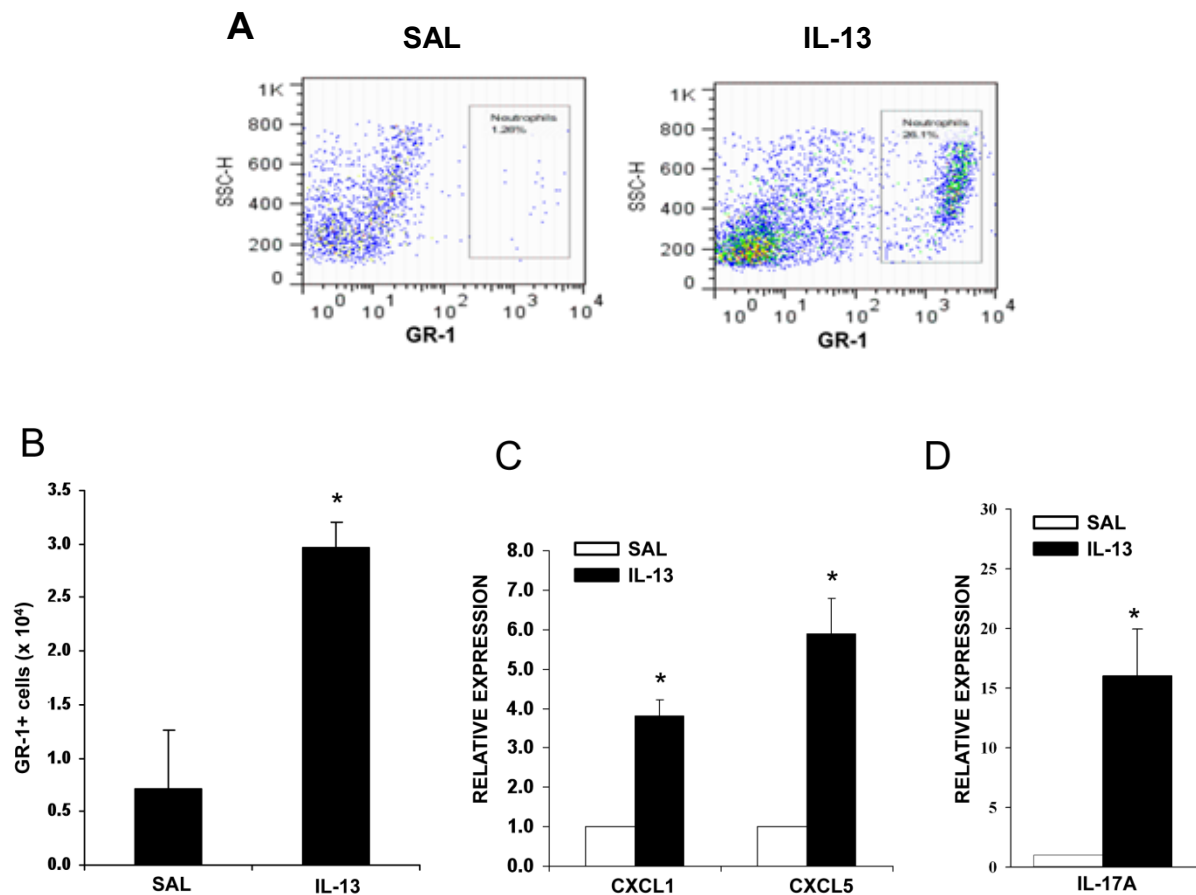 A
SAL
IL-13
1K
800
600
400
200
0
SSC-H
Neutrophils
1.26%
10^0 10^1 10^2 10^3 10^4
GR-1
1K
800
600
400
200
0
SSC-H
Neutrophils
26.1%
10^0 10^1 10^2 10^3 10^4
GR-1
B
3.5
3.0
2.5
2.0
1.5
1.0
0.5
0.0
GR-1+ cells (x 10^4)
*
SAL IL-13
C
8.0
7.0
6.0
5.0
4.0
3.0
2.0
1.0
0.0
RELATIVE EXPRESSION
SAL
IL-13
*
*
CXCL1 CXCL5
D
30
25
20
15
10
5
0
RELATIVE EXPRESSION
SAL
IL-13
*
IL-17A